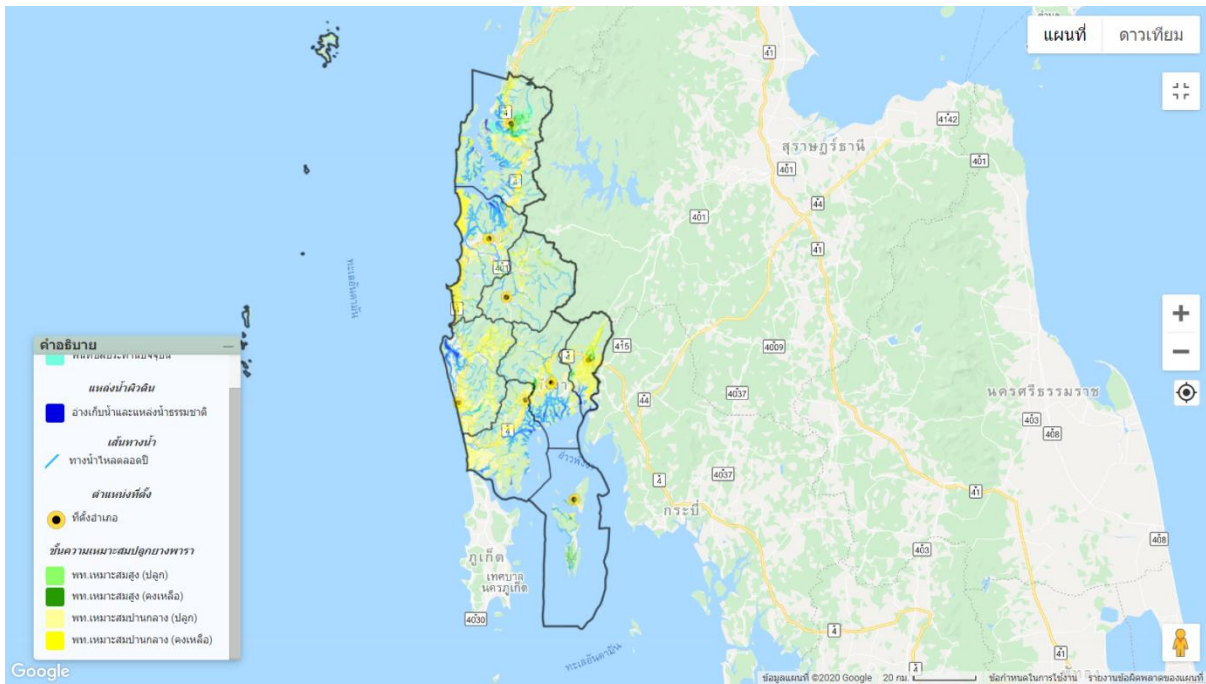 แผนที่
ดาวเทียม
41
4142
สุราษฎร์ธานี
401
401
4
44
401
4
41
ทะเลอันดามัน
401
415
4
4009
44
4037
นครศรีธรรมราช
403
408
4
อ่าวพังงา
4037
4
41
กระบี่
ภูเก็ต
เทศบาล
นครภูเก็ต
4030
403
408
4
41
4
ทะเลอันดามัน
คำอธิบาย
แหล่งน้ำผิวดิน
อ่างเก็บน้ำและแหล่งน้ำธรรมชาติ
เส้นทางน้ำ
ทางน้ำไหลตลอดปี
ตำแหน่งที่ตั้ง
ที่ตั้งอำเภอ
ชั้นความเหมาะสมปลูกยางพารา
พท.เหมาะสมสูง (ปลูก)
พท.เหมาะสมสูง (คงเหลือ)
พท.เหมาะสมปานกลาง (ปลูก)
พท.เหมาะสมปานกลาง (คงเหลือ)
Google
ข้อมูลแผนที่ ©2020 Google
20 กม.
ข้อกำหนดในการใช้งาน
รายงานข้อผิดพลาดของแผนที่